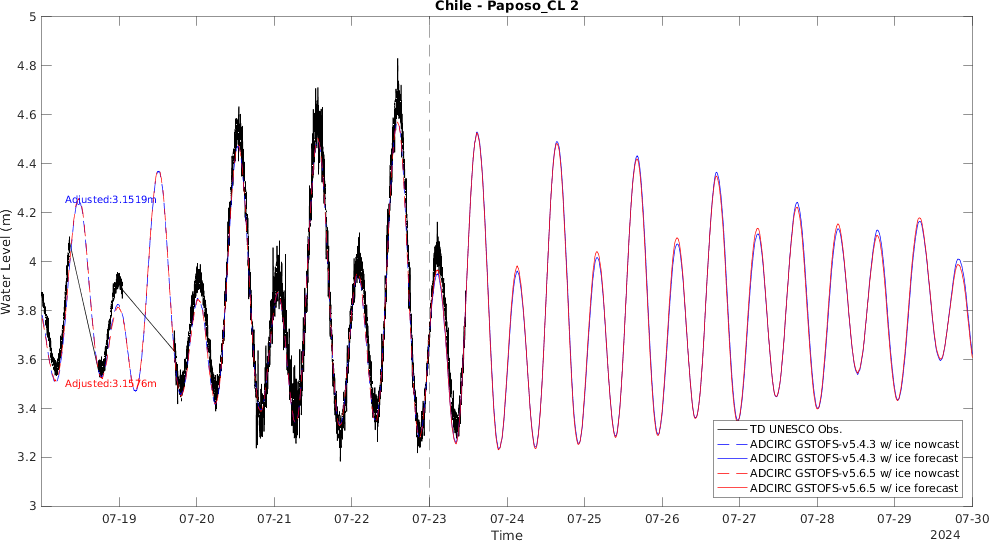 Chile - Paposo_CL 2
5
4.8
4.6
4.4
4.2
4
3.8
3.6
3.4
3.2
3
Water Level (m)
Adjusted:3.1519m
Adjusted:3.1576m
TD UNESCO Obs.
ADCIRC GSTOFS-v5.4.3 w/ ice nowcast
ADCIRC GSTOFS-v5.4.3 w/ ice forecast
ADCIRC GSTOFS-v5.6.5 w/ ice nowcast
ADCIRC GSTOFS-v5.6.5 w/ ice forecast
07-19 07-20 07-21 07-22 07-23 07-24 07-25 07-26 07-27 07-28 07-29 07-30
Time
2024